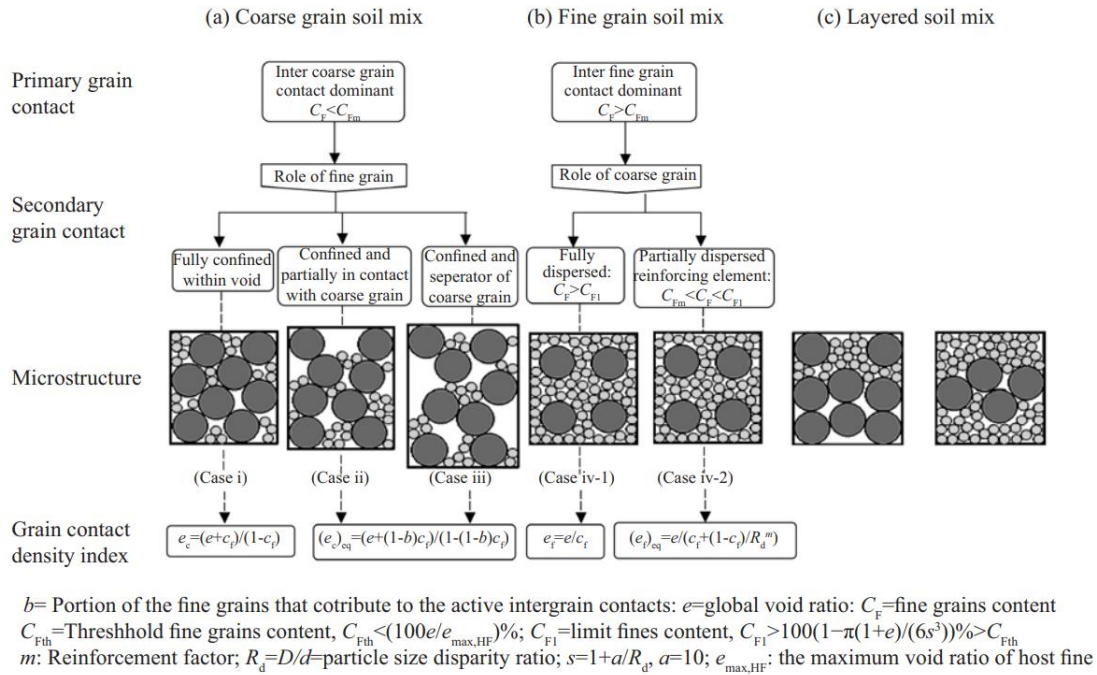 (a) Coarse grain soil mix
(b) Fine grain soil mix
(c) Layered soil mix
Primary grain
contact
Inter coarse grain
contact dominant
C_F<C_Fm
Inter fine grain
contact dominant
C_F>C_Fm
Role of fine grain
Role of coarse grain
Secondary
grain contact
Fully confined
within void
Confined and
partially in contact
with coarse grain
Confined and
seperator of
coarse grain
Fully
dispersed:
C_F>C_F1
Partially dispersed
reinforcing element:
C_Fm<C_F<C_F1
Microstructure
(Case i)
(Case ii)
(Case iii)
(Case iv-1)
(Case iv-2)
Grain contact
density index
e_c=(e+c_f)/(1-c_f)
(e_c)_eq=(e+(1-b)c_f)/(1-(1-b)c_f)
e_f=e/c_f
(e_f)_eq=e/(c_f+(1-c_f)/R_d^m)
b= Portion of the fine grains that cotribute to the active intergrain contacts: e=global void ratio: C_F=fine grains content
C_Fth=Threshhold fine grains content, C_Fth<(100e/e_max,HF)%; C_F1=limit fines content, C_F1>100(1−π(1+e)/(6s³))%>C_Fth
m: Reinforcement factor; R_d=D/d=particle size disparity ratio; s=1+a/R_d, a=10; e_max,HF: the maximum void ratio of host fine